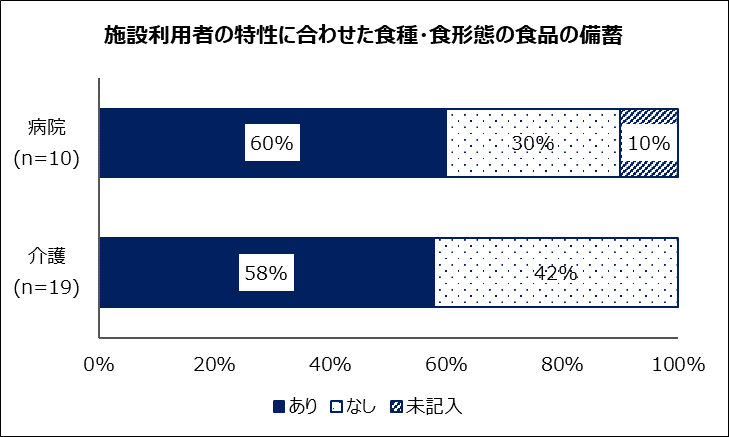 施設利用者の特性に合わせた食種・食形態の食品の備蓄
病院
(n=10)
60%
30%
10%
介護
(n=19)
58%
42%
0%
20%
40%
60%
80%
100%
あり
なし
未記入